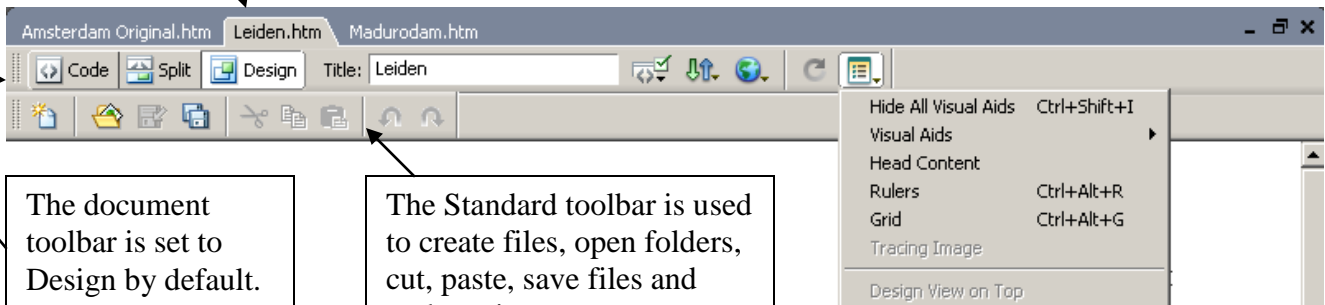 Amsterdam Original.htm Leiden.htm Madurodam.htm
Code Split Design Title: Leiden
Hide All Visual Aids Ctrl+Shift+I
Visual Aids
Head Content
Rulers Ctrl+Alt+R
Grid Ctrl+Alt+G
Tracing Image
Design View on Top
The document
toolbar is set to
Design by default.
The Standard toolbar is used
to create files, open folders,
cut, paste, save files and